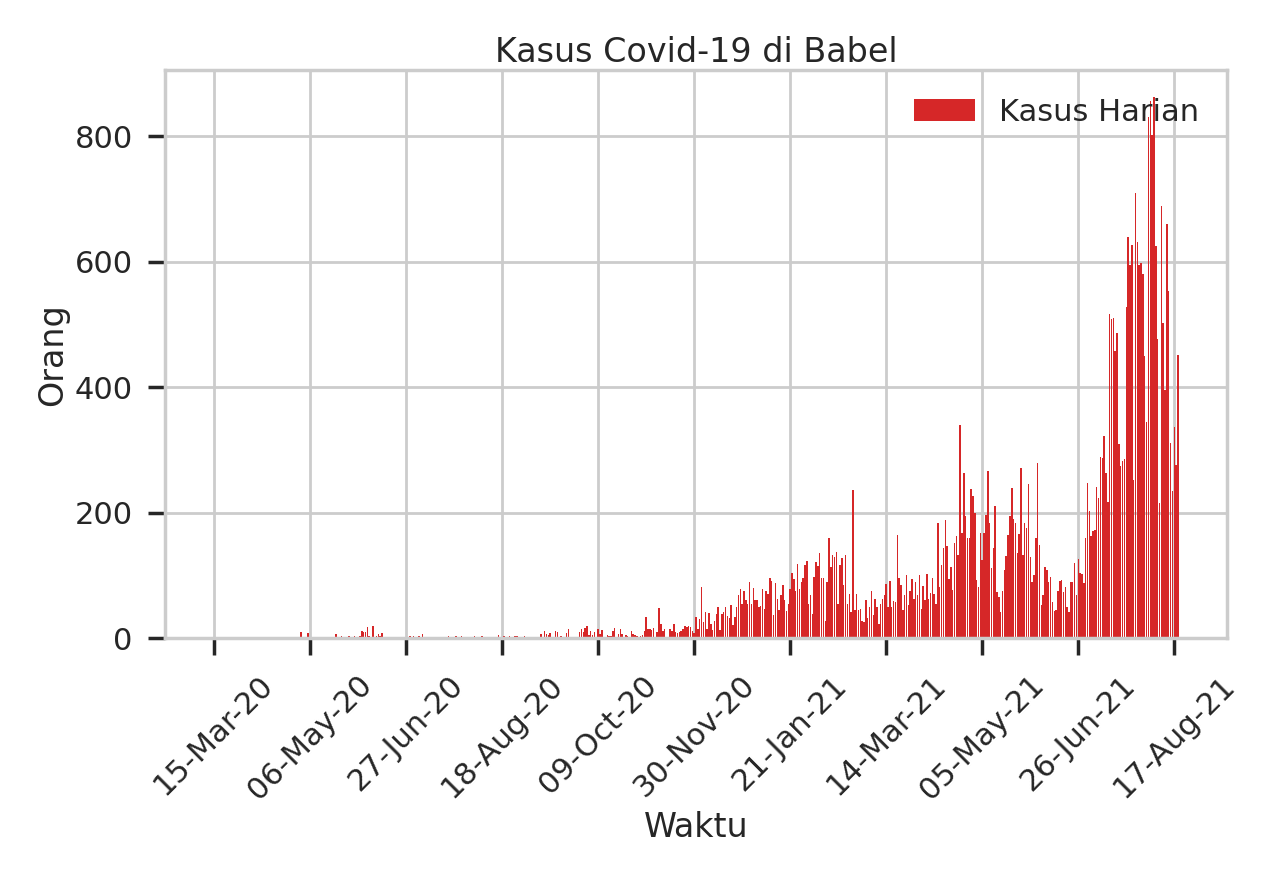 Kasus Covid-19 di Babel
Kasus Harian
800
600
400
200
0
Orang
15-Mar-20
06-May-20
27-Jun-20
18-Aug-20
09-Oct-20
30-Nov-20
21-Jan-21
14-Mar-21
05-May-21
26-Jun-21
17-Aug-21
Waktu